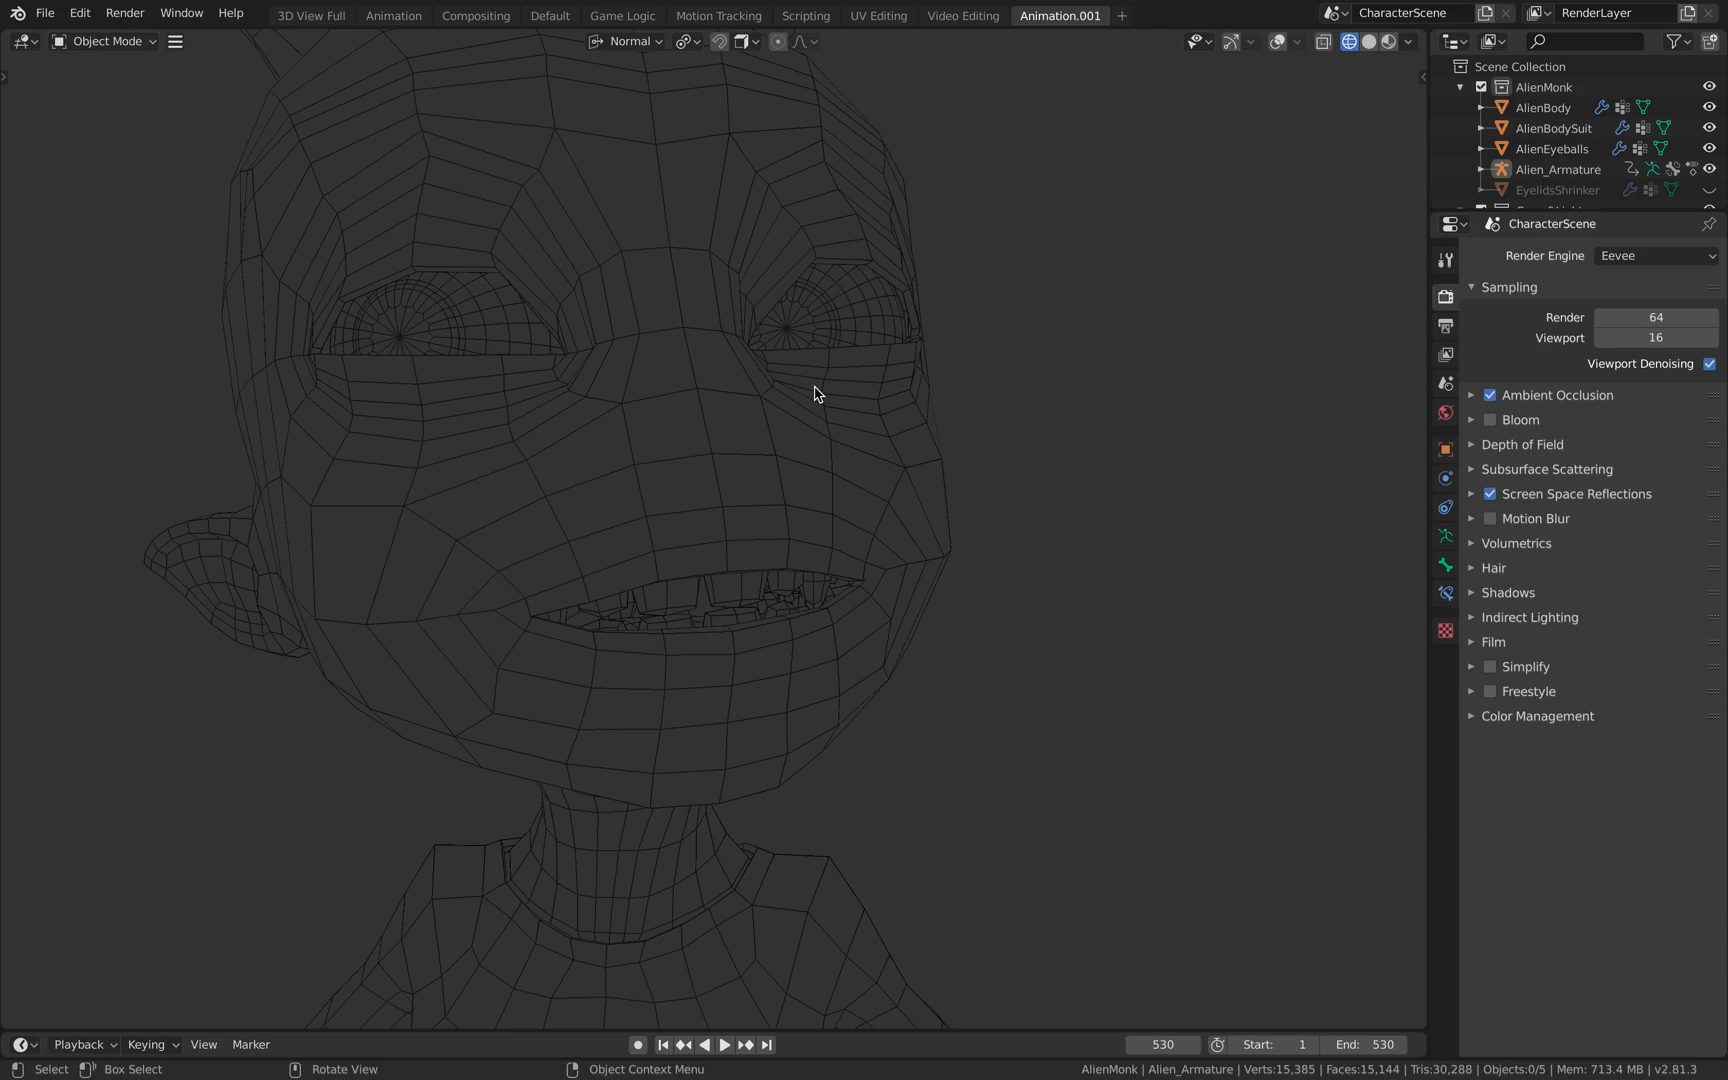 File Edit Render Window Help 3D View Full Animation Compositing Default Game Logic Motion Tracking Scripting UV Editing Video Editing Animation.001 CharacterScene RenderLayer
Object Mode Normal
Scene Collection
AlienMonk
AlienBody
AlienBodySuit
AlienEyeballs
Alien_Armature
EyelidsShrinker
CharacterScene
Render Engine Eevee
Sampling
Render 64
Viewport 16
Viewport Denoising
Ambient Occlusion
Bloom
Depth of Field
Subsurface Scattering
Screen Space Reflections
Motion Blur
Volumetrics
Hair
Shadows
Indirect Lighting
Film
Simplify
Freestyle
Color Management
Playback Keying View Marker 530 Start: 1 End: 530
Select Box Select Rotate View Object Context Menu AlienMonk | Alien_Armature | Verts:15,385 | Faces:15,144 | Tris:30,288 | Objects:0/5 | Mem: 713.4 MB | v2.81.3